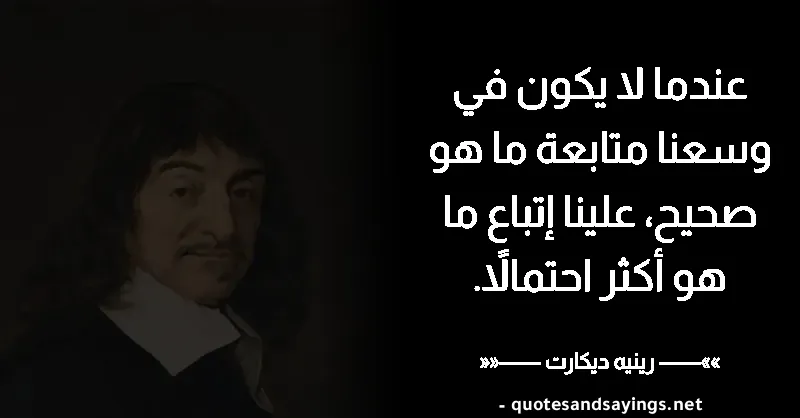 عندما لا يكون في
وسعنا متابعة ما هو
صحيح، علينا إتباع ما
هو أكثر احتمالًا.
»»——— رينيه ديكارت ———««
- quotesandsayings.net